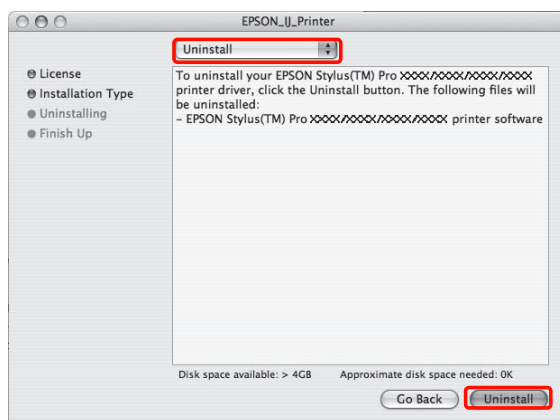 EPSON_IJ_Printer
Uninstall
License
Installation Type
Uninstalling
Finish Up
To uninstall your EPSON Stylus(TM) Pro XXXX/XXXX/XXXX/XXXX
printer driver, click the Uninstall button. The following files will
be uninstalled:
– EPSON Stylus(TM) Pro XXXX/XXXX/XXXX/XXXX printer software
Disk space available: > 4GB Approximate disk space needed: 0K
Go Back Uninstall